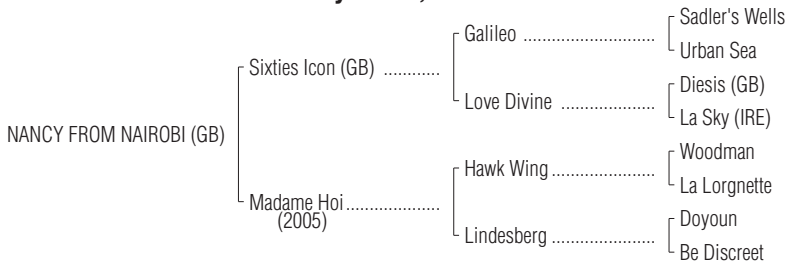 Sadler's Wells
Galileo ............................
Urban Sea
Sixties Icon (GB) ............
Diesis (GB)
Love Divine ....................
La Sky (IRE)
NANCY FROM NAIROBI (GB)
Woodman
Hawk Wing ......................
La Lorgnette
Madame Hoi ....................
(2005)
Doyoun
Lindesberg ......................
Be Discreet